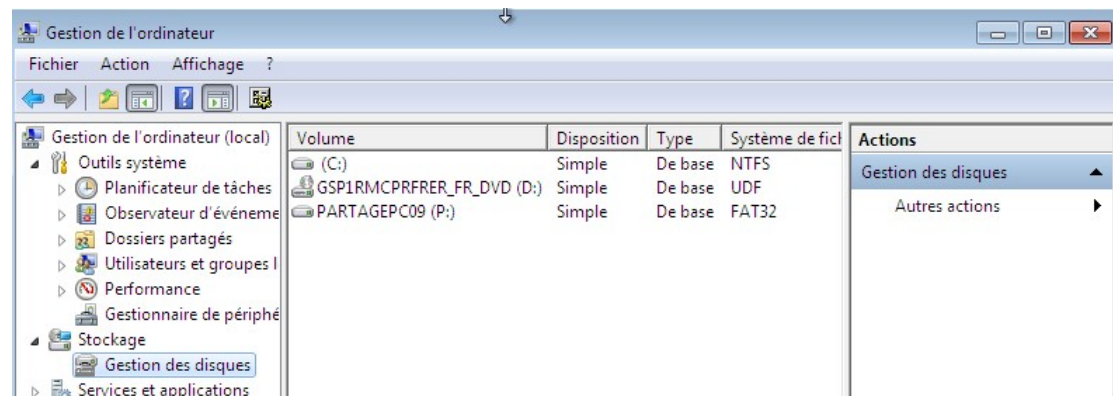 Gestion de l'ordinateur
Fichier Action Affichage ?
Gestion de l'ordinateur (local)
Outils système
Planificateur de tâches
Observateur d'événeme
Dossiers partagés
Utilisateurs et groupes l
Performance
Gestionnaire de périphé
Stockage
Gestion des disques
Services et applications
Volume Disposition Type Système de fich
(C:) Simple De base NTFS
GSP1RMCPRFRER_FR_DVD (D:) Simple De base UDF
PARTAGEPC09 (P:) Simple De base FAT32
Actions
Gestion des disques
Autres actions